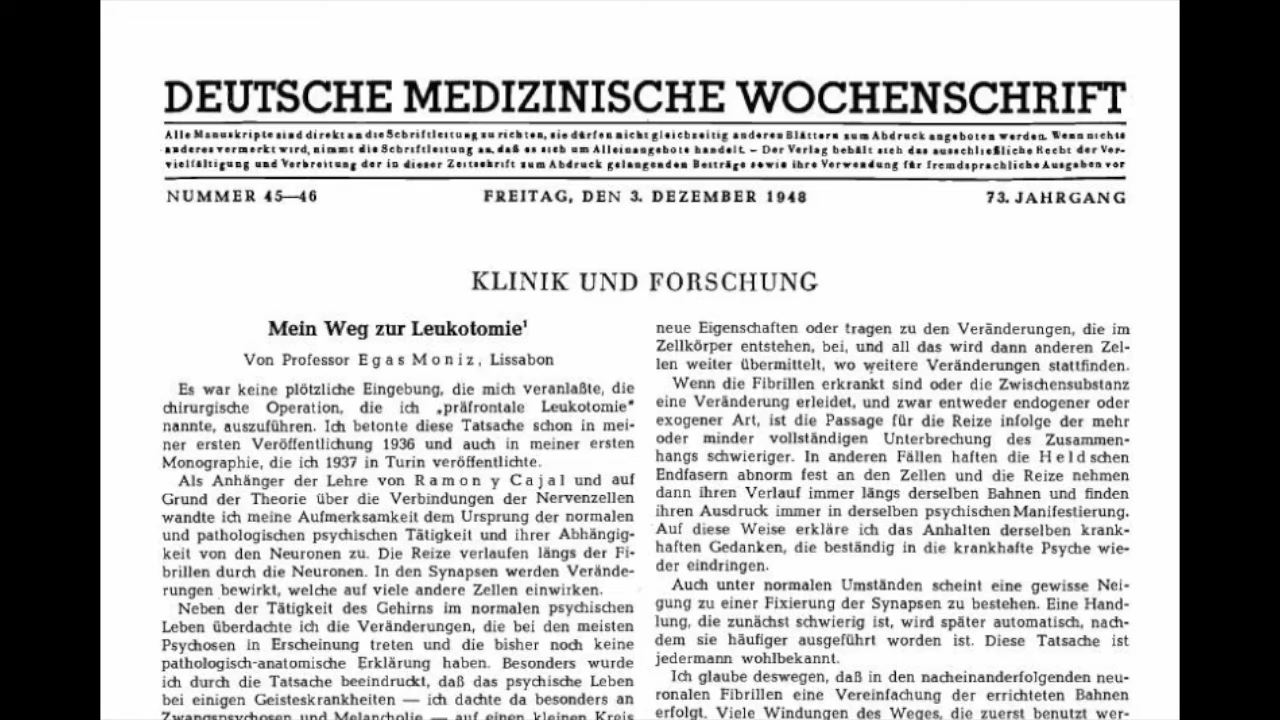 DEUTSCHE MEDIZINISCHE WOCHENSCHRIFT
Alle Manuskripte sind direkt an die Schriftleitung zu richten, sie dürfen nicht gleichzeitig anderen Blättern zum Abdruck angeboten werden. Wenn nichts
anderes vermerkt wird, nimmt die Schriftleitung an, daß es sich um Alleinangebote handelt. – Der Verlag behält sich das ausschließliche Recht der Ver-
vielfältigung und Verbreitung der in dieser Zeitschrift zum Abdruck gelangenden Beiträge sowie ihre Verwendung für fremdsprachliche Ausgaben vor
NUMMER 45—46 FREITAG, DEN 3. DEZEMBER 1948 73. JAHRGANG
KLINIK UND FORSCHUNG
Mein Weg zur Leukotomie¹
Von Professor Egas Moniz, Lissabon
Es war keine plötzliche Eingebung, die mich veranlaßte, die
chirurgische Operation, die ich „präfrontale Leukotomie"
nannte, auszuführen. Ich betonte diese Tatsache schon in mei-
ner ersten Veröffentlichung 1936 und auch in meiner ersten
Monographie, die ich 1937 in Turin veröffentlichte.
Als Anhänger der Lehre von Ramon y Cajal und auf
Grund der Theorie über die Verbindungen der Nervenzellen
wandte ich meine Aufmerksamkeit dem Ursprung der normalen
und pathologischen psychischen Tätigkeit und ihrer Abhängig-
keit von den Neuronen zu. Die Reize verlaufen längs der Fi-
brillen durch die Neuronen. In den Synapsen werden Verände-
rungen bewirkt, welche auf viele andere Zellen einwirken.
Neben der Tätigkeit des Gehirns im normalen psychischen
Leben überdachte ich die Veränderungen, die bei den meisten
Psychosen in Erscheinung treten und die bisher noch keine
pathologisch-anatomische Erklärung haben. Besonders wurde
ich durch die Tatsache beeindruckt, daß das psychische Leben
bei einigen Geisteskrankheiten — ich dachte da besonders an
Zwangspsychosen und Melancholie — auf einen kleinen Kreis
neue Eigenschaften oder tragen zu den Veränderungen, die im
Zellkörper entstehen, bei, und all das wird dann anderen Zel-
len weiter übermittelt, wo weitere Veränderungen stattfinden.
Wenn die Fibrillen erkrankt sind oder die Zwischensubstanz
eine Veränderung erleidet, und zwar entweder endogener oder
exogener Art, ist die Passage für die Reize infolge der mehr
oder minder vollständigen Unterbrechung des Zusammen-
hangs schwieriger. In anderen Fällen haften die Heldschen
Endfasern abnorm fest an den Zellen und die Reize nehmen
dann ihren Verlauf immer längs derselben Bahnen und finden
ihren Ausdruck immer in derselben psychischen Manifestierung.
Auf diese Weise erkläre ich das Anhalten derselben krank-
haften Gedanken, die beständig in die krankhafte Psyche wie-
der eindringen.
Auch unter normalen Umständen scheint eine gewisse Nei-
gung zu einer Fixierung der Synapsen zu bestehen. Eine Hand-
lung, die zunächst schwierig ist, wird später automatisch, nach-
dem sie häufiger ausgeführt worden ist. Diese Tatsache ist
jedermann wohlbekannt.
Ich glaube deswegen, daß in den nacheinanderfolgenden neu-
ronalen Fibrillen eine Vereinfachung der errichteten Bahnen
erfolgt. Viele Windungen des Weges, die zuerst benutzt wer-